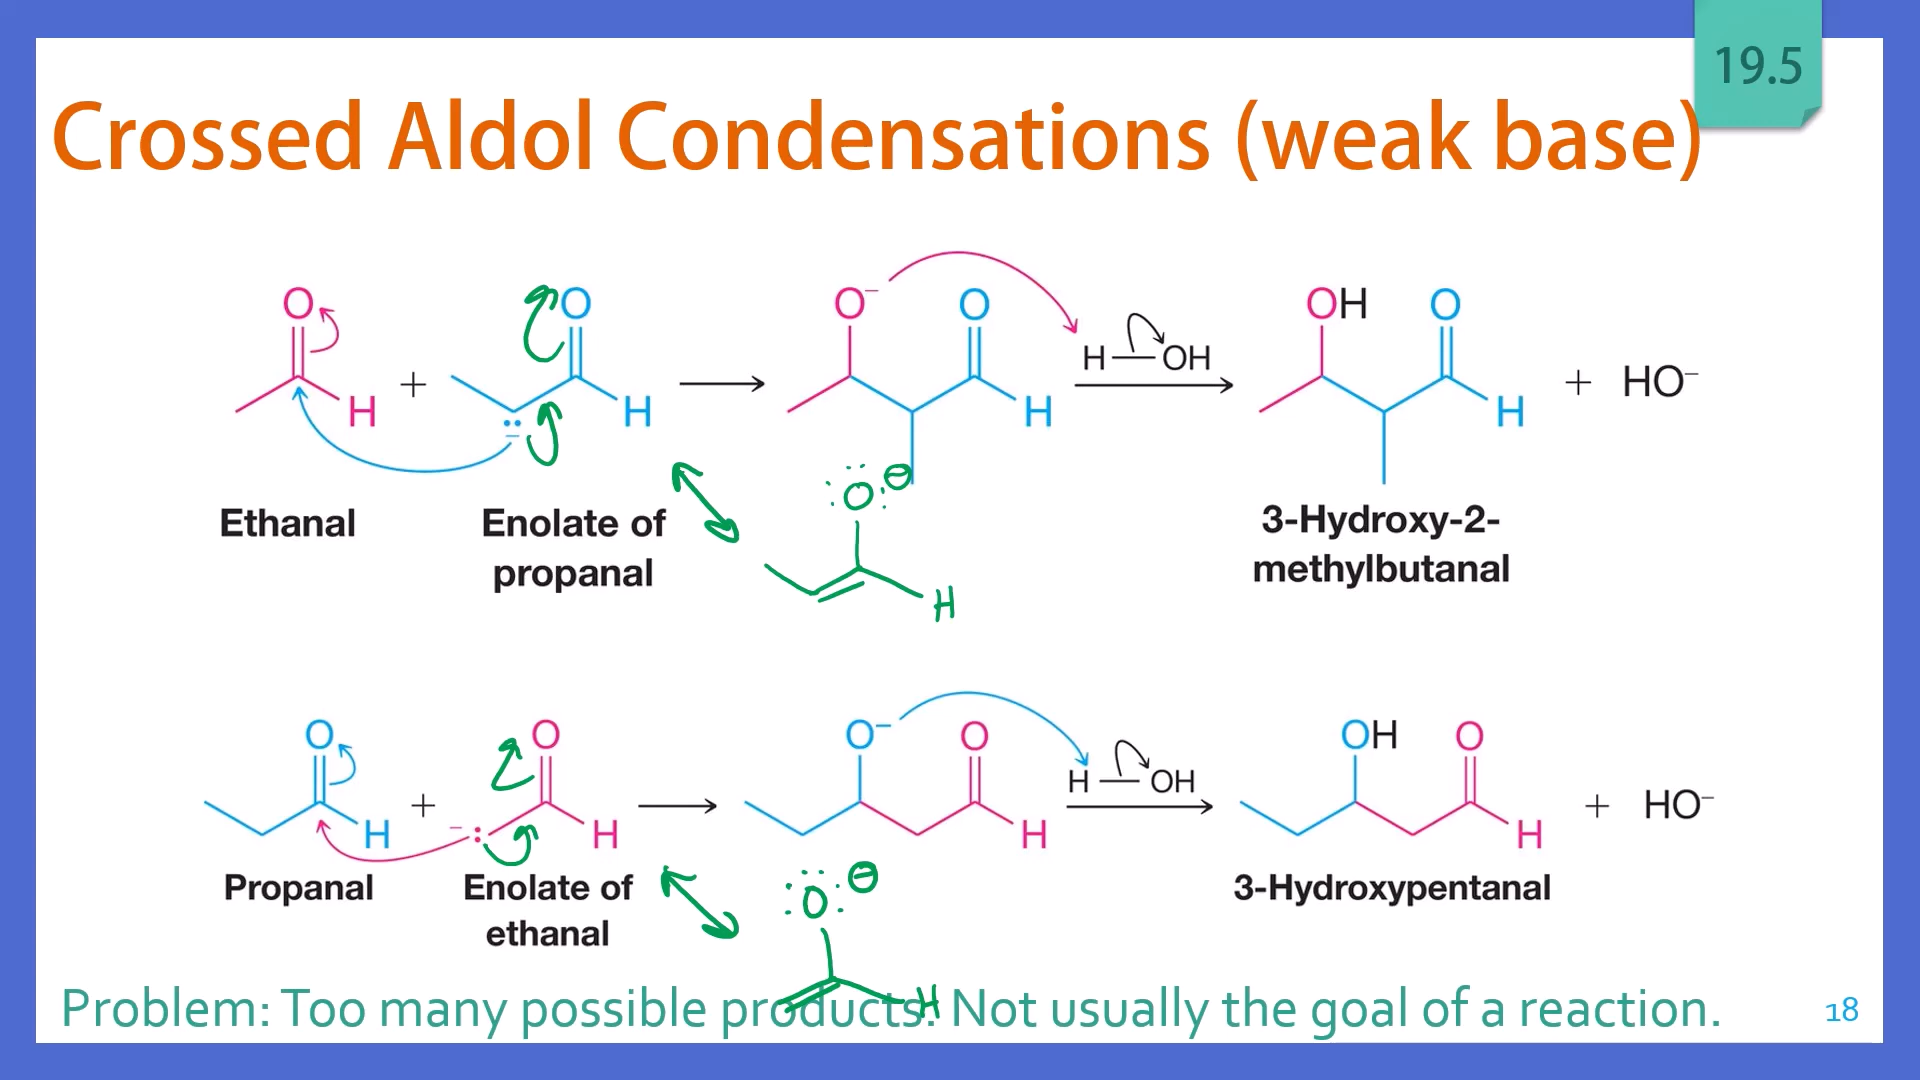 19.5
Crossed Aldol Condensations (weak base)
O H + O H O⁻ O H H—OH OH O H + HO⁻
Ethanal
Enolate of
propanal
3-Hydroxy-2-
methylbutanal
O ⊖
H
O H + O H O⁻ O H H—OH OH O H + HO⁻
Propanal
Enolate of
ethanal
3-Hydroxypentanal
O ⊖
H
Problem: Too many possible products. Not usually the goal of a reaction.
18